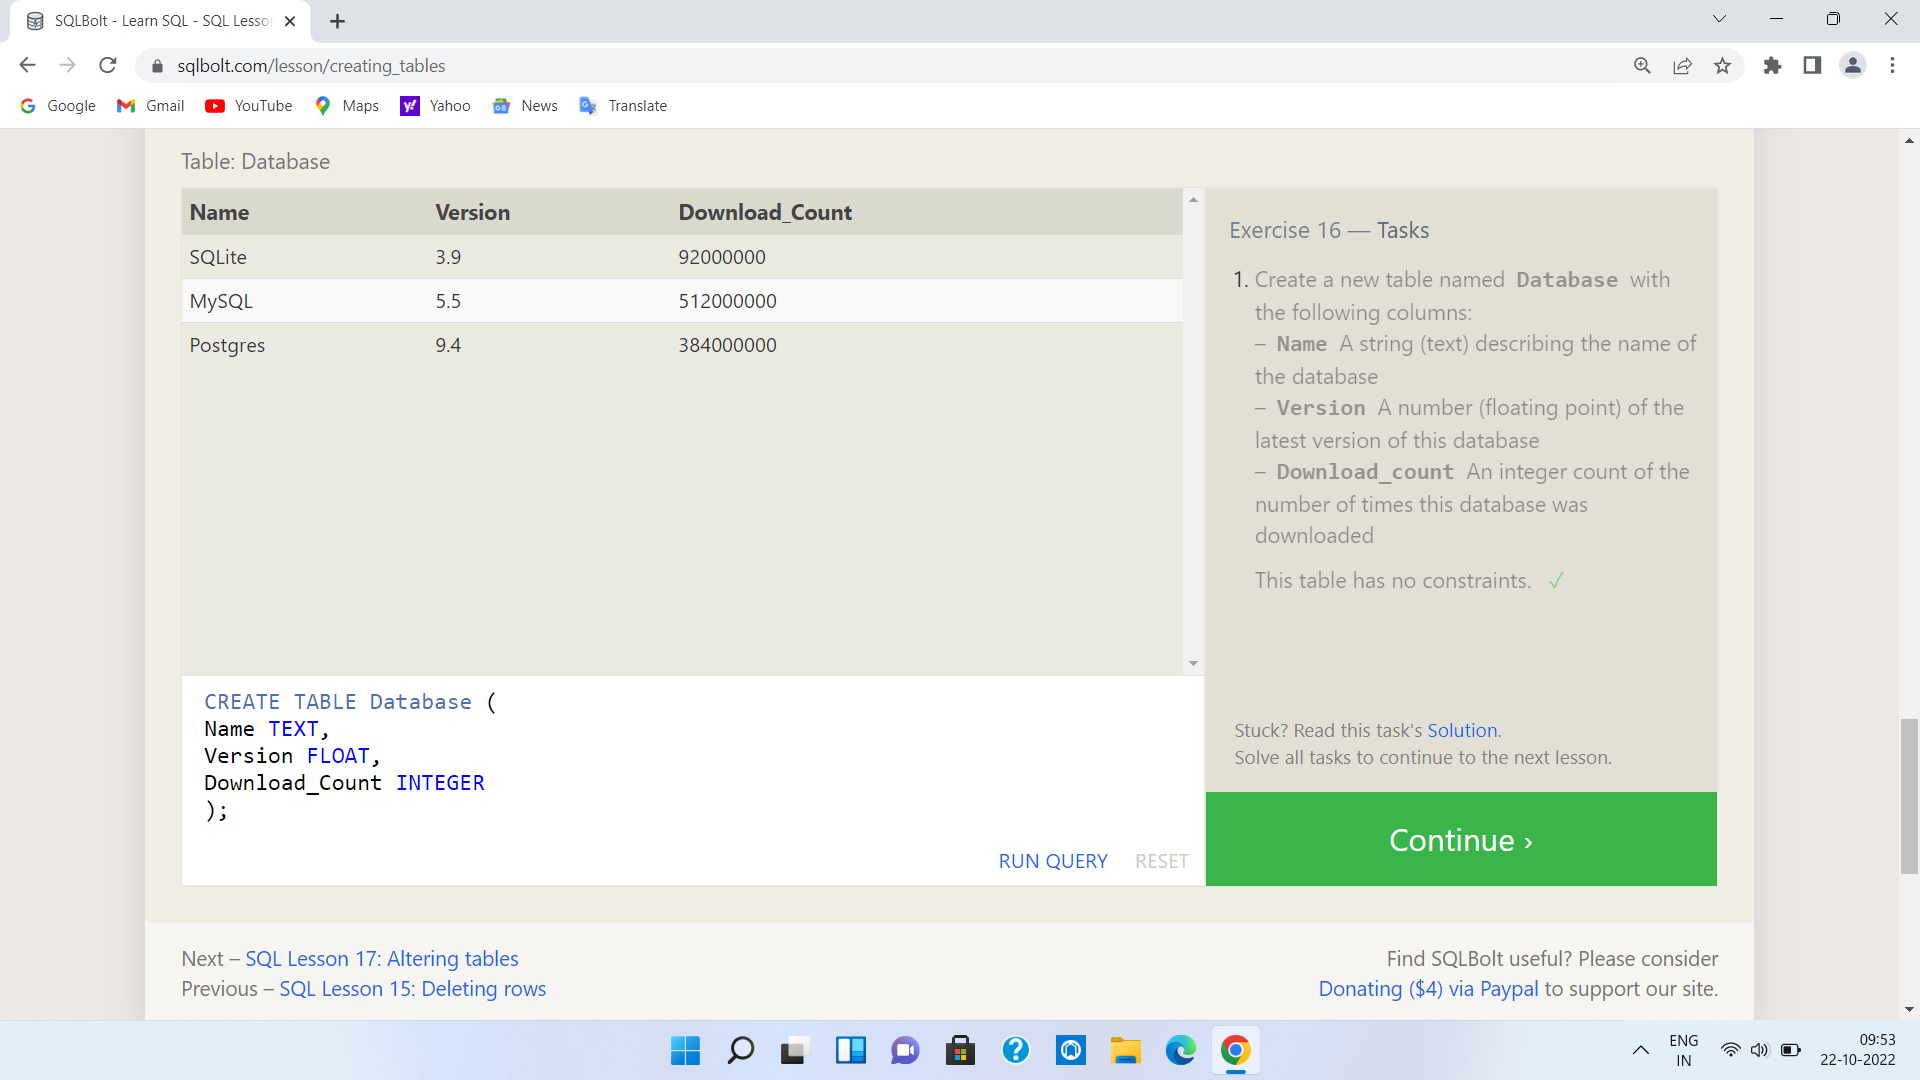 SQLBolt - Learn SQL - SQL Lesso
sqlbolt.com/lesson/creating_tables
Google Gmail YouTube Maps Yahoo News Translate
Table: Database
Name Version Download_Count
SQLite 3.9 92000000
MySQL 5.5 512000000
Postgres 9.4 384000000
CREATE TABLE Database (
Name TEXT,
Version FLOAT,
Download_Count INTEGER
);
RUN QUERY RESET
Exercise 16 — Tasks
1. Create a new table named Database with
the following columns:
– Name A string (text) describing the name of
the database
– Version A number (floating point) of the
latest version of this database
– Download_count An integer count of the
number of times this database was
downloaded
This table has no constraints. ✓
Stuck? Read this task's Solution.
Solve all tasks to continue to the next lesson.
Continue ›
Next – SQL Lesson 17: Altering tables
Previous – SQL Lesson 15: Deleting rows
Find SQLBolt useful? Please consider
Donating ($4) via Paypal to support our site.
ENG
IN
09:53
22-10-2022